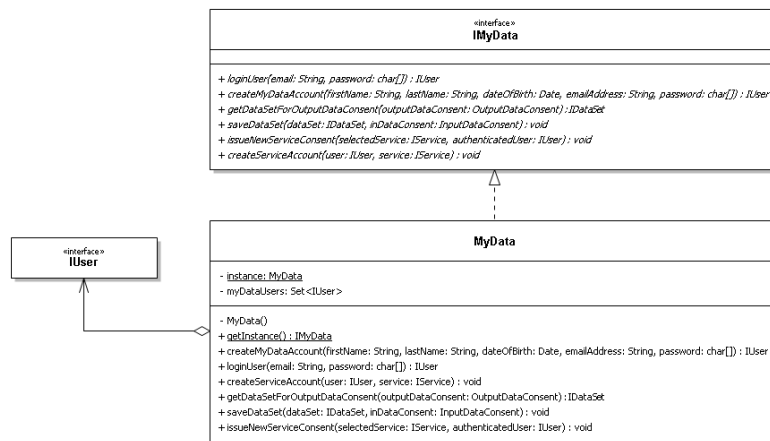 «interface»
IMyData
+ loginUser(email: String, password: char[]) : IUser
+ createMyDataAccount(firstName: String, lastName: String, dateOfBirth: Date, emailAddress: String, password: char[]) : IUser
+ getDataSetForOutputDataConsent(outputDataConsent: OutputDataConsent) :IDataSet
+ saveDataSet(dataSet: IDataSet, inDataConsent: InputDataConsent) : void
+ issueNewServiceConsent(selectedService: IService, authenticatedUser: IUser) : void
+ createServiceAccount(user: IUser, service: IService) : void
«interface»
IUser
MyData
- instance: MyData
- myDataUsers: Set<IUser>
- MyData()
+ getInstance() : IMyData
+ createMyDataAccount(firstName: String, lastName: String, dateOfBirth: Date, emailAddress: String, password: char[]) : IUser
+ loginUser(email: String, password: char[]) : IUser
+ createServiceAccount(user: IUser, service: IService) : void
+ getDataSetForOutputDataConsent(outputDataConsent: OutputDataConsent) :IDataSet
+ saveDataSet(dataSet: IDataSet, inDataConsent: InputDataConsent) : void
+ issueNewServiceConsent(selectedService: IService, authenticatedUser: IUser) : void